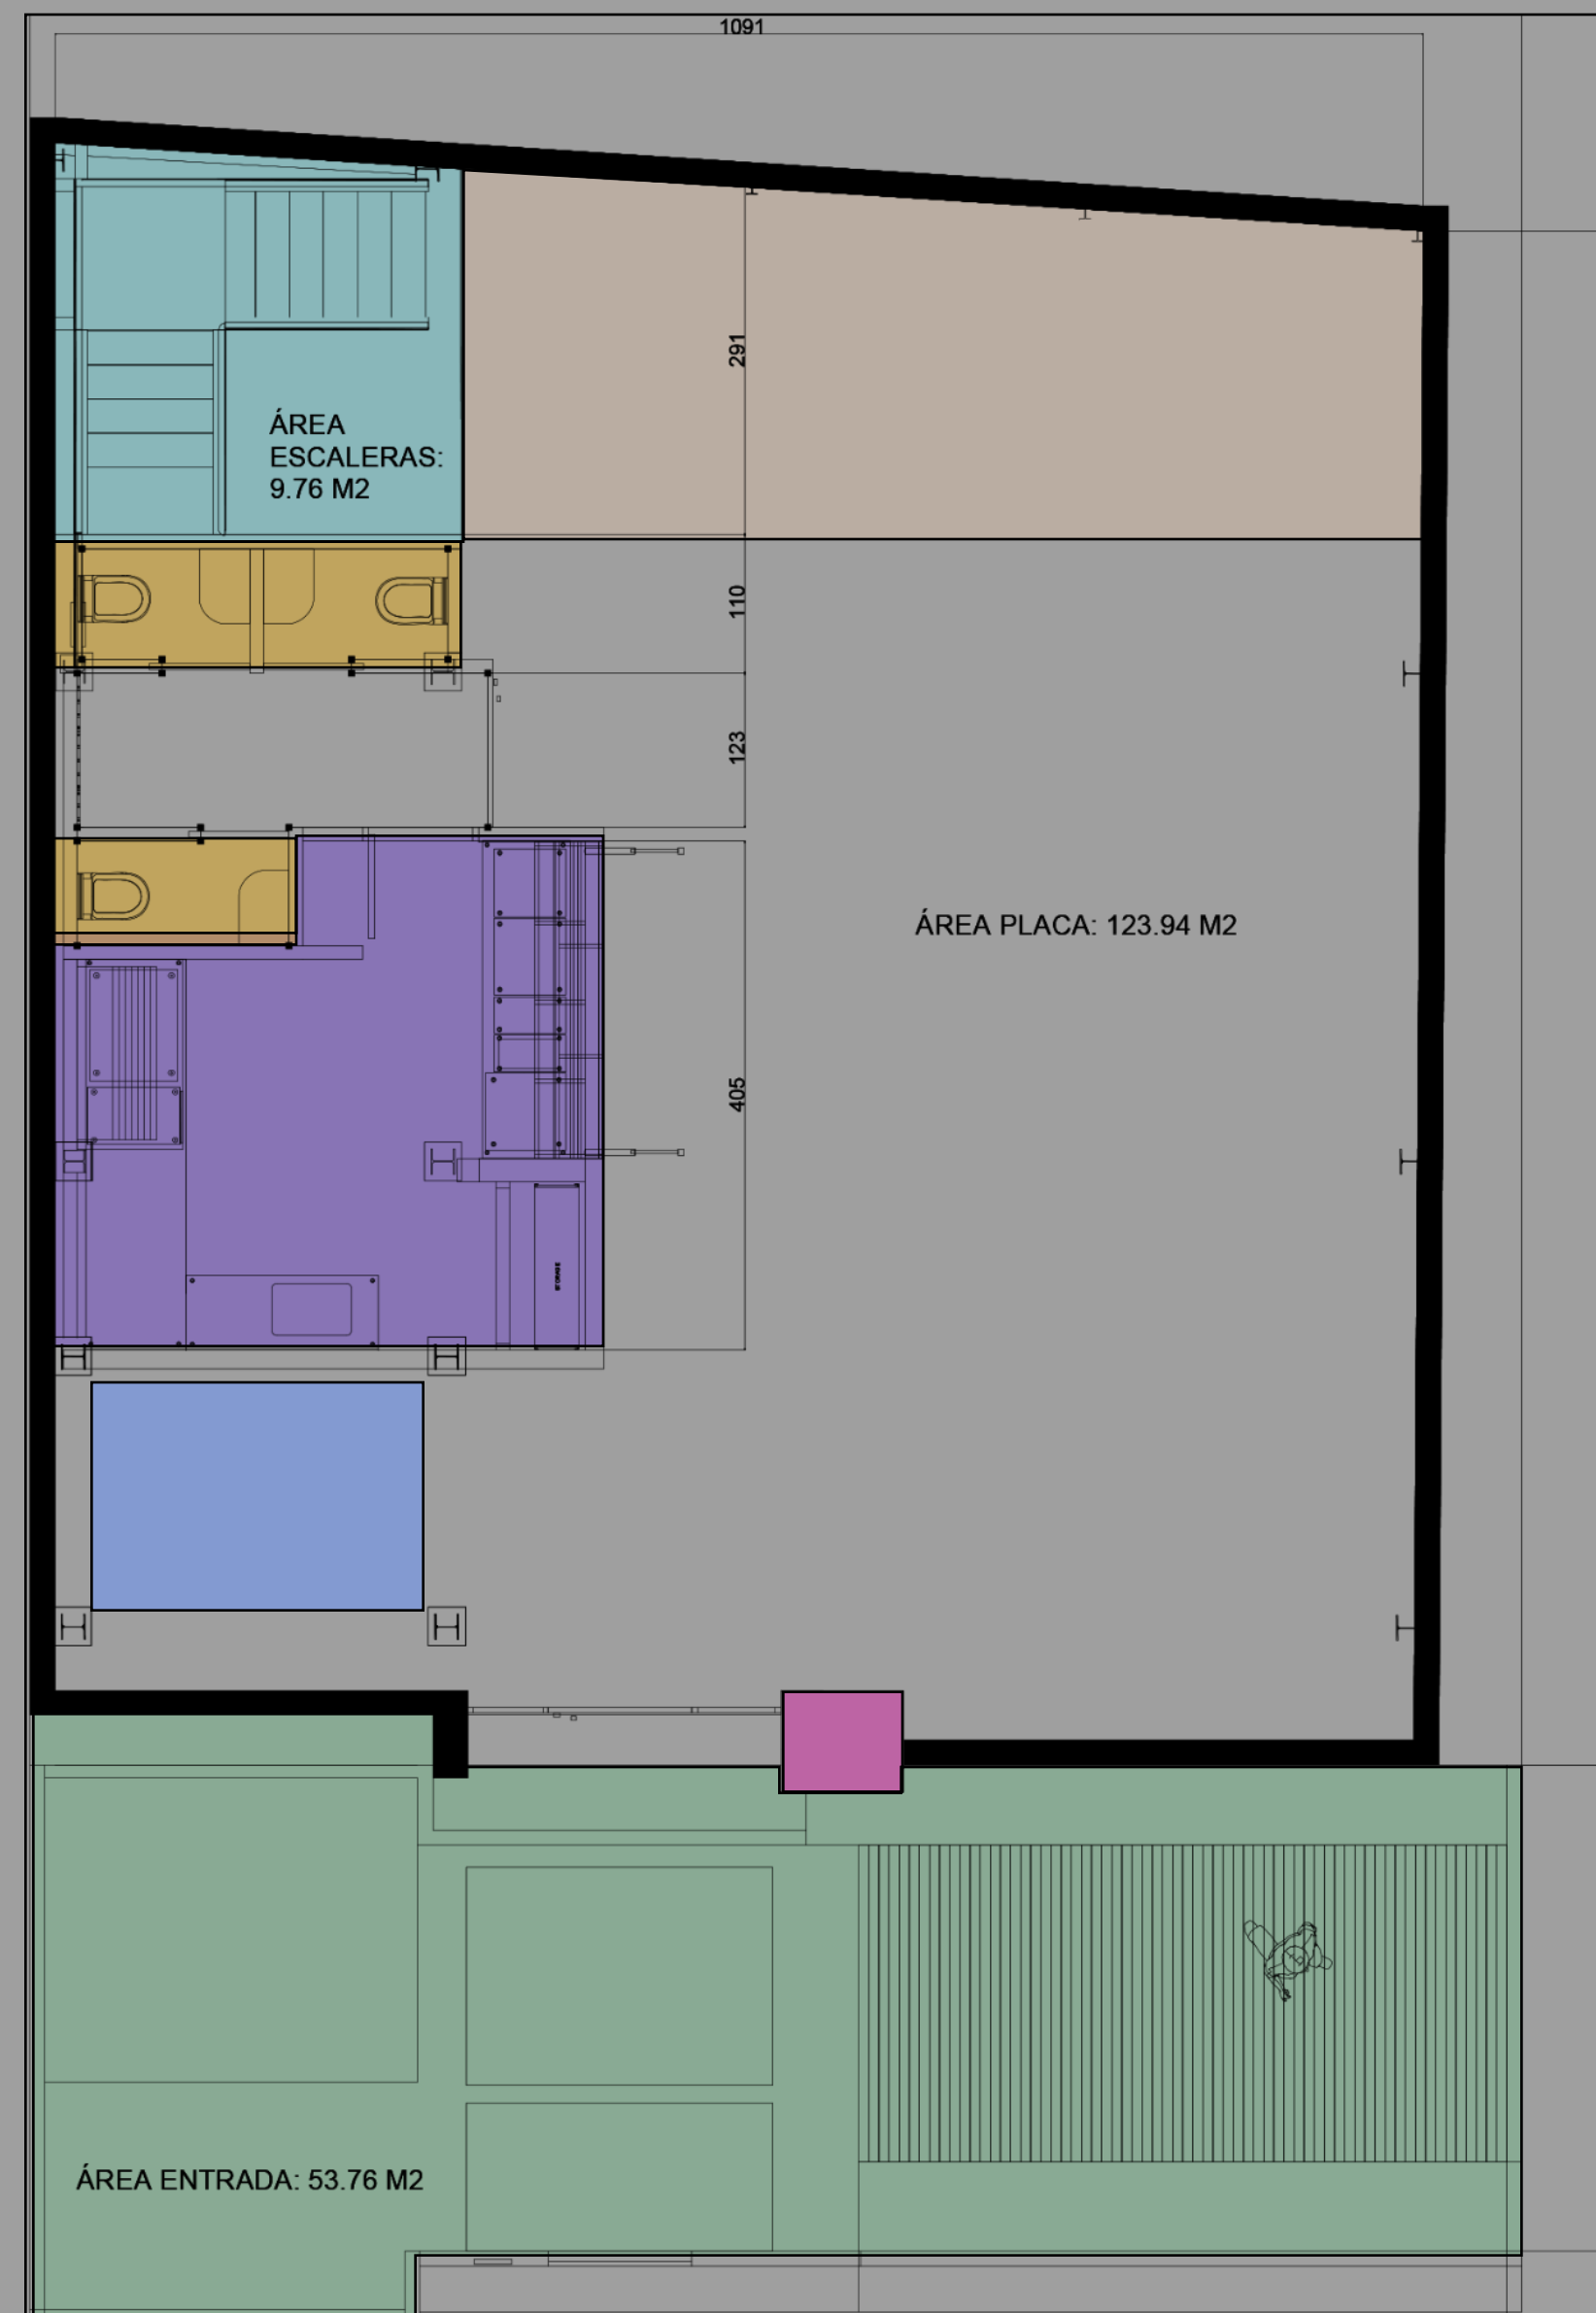 1091
291
ÁREA
ESCALERAS:
9.76 M2
110
123
ÁREA PLACA: 123.94 M2
405
STORAGE
ÁREA ENTRADA: 53.76 M2